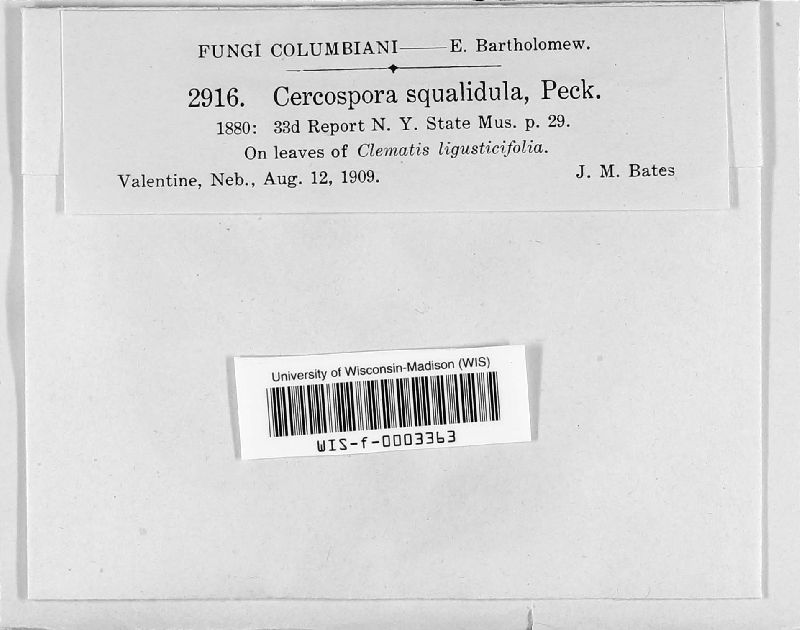 FUNGI COLUMBIANI——E. Bartholomew.
2916. Cercospora squalidula, Peck.
1880: 33d Report N. Y. State Mus. p. 29.
On leaves of Clematis ligusticifolia.
Valentine, Neb., Aug. 12, 1909. J. M. Bates
University of Wisconsin-Madison (WIS)
WIS-f-0003363